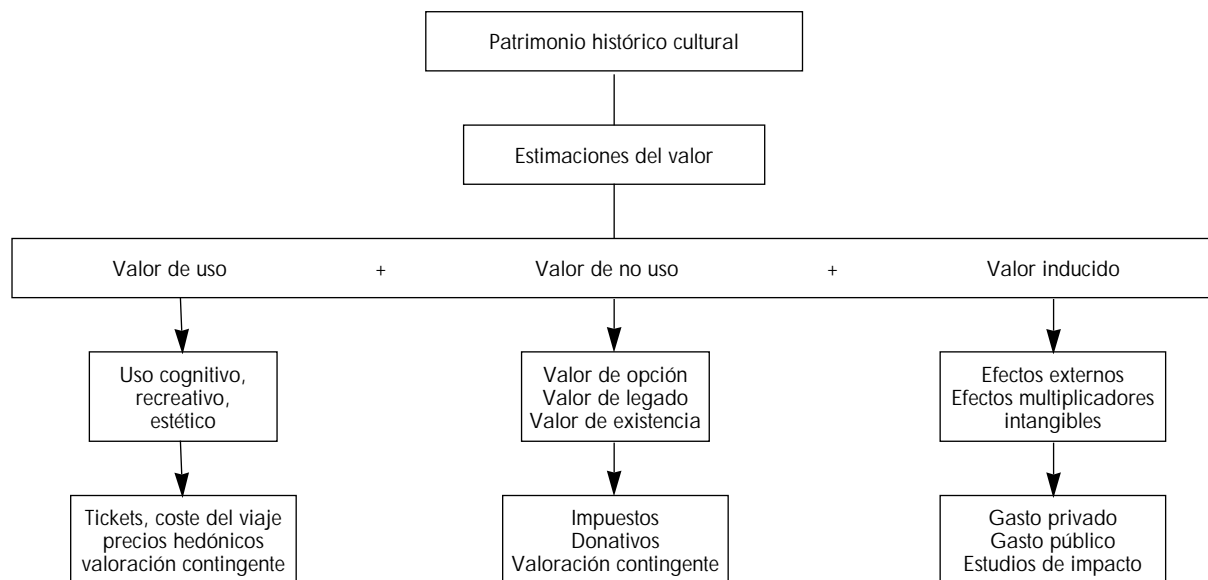 Patrimonio histórico cultural
Estimaciones del valor
Valor de uso + Valor de no uso + Valor inducido
Uso cognitivo,
recreativo,
estético
Valor de opción
Valor de legado
Valor de existencia
Efectos externos
Efectos multiplicadores
intangibles
Tickets, coste del viaje
precios hedónicos
valoración contingente
Impuestos
Donativos
Valoración contingente
Gasto privado
Gasto público
Estudios de impacto